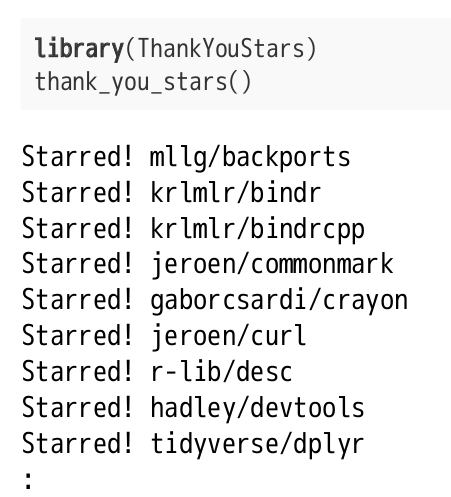 library(ThankYouStars)
thank_you_stars()
Starred! mllg/backports
Starred! krlmlr/bindr
Starred! krlmlr/bindrcpp
Starred! jeroen/commonmark
Starred! gaborcsardi/crayon
Starred! jeroen/curl
Starred! r-lib/desc
Starred! hadley/devtools
Starred! tidyverse/dplyr
: